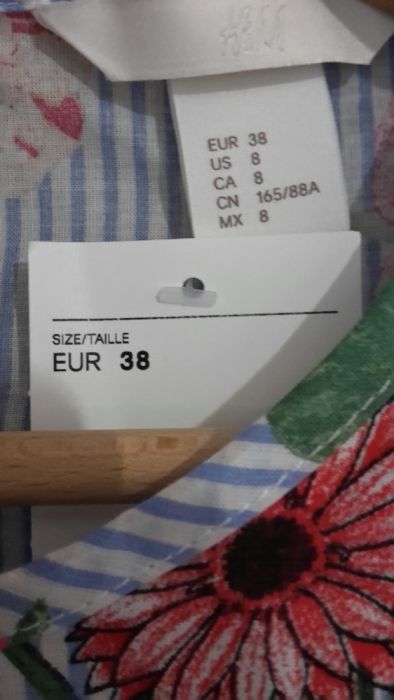 H&M
EUR 38
US 8
CA 8
CN 165/88A
MX 8
SIZE/TAILLE
EUR 38